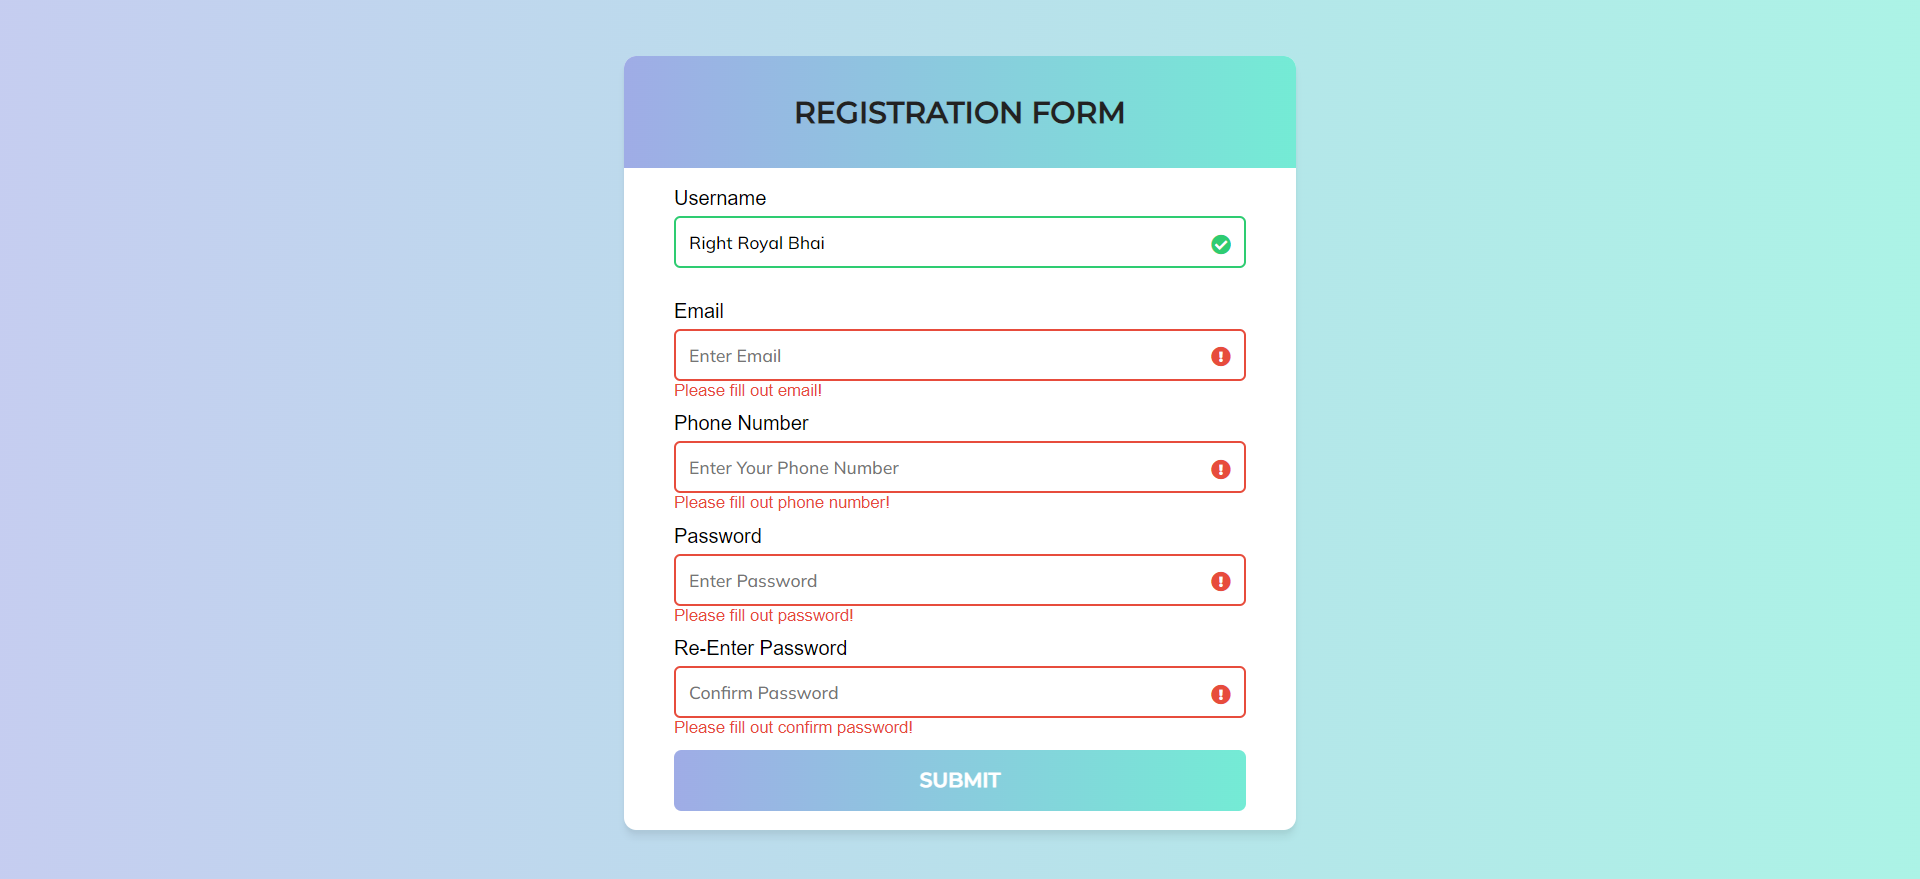 REGISTRATION FORM
Username
Right Royal Bhai
Email
Enter Email
Please fill out email!
Phone Number
Enter Your Phone Number
Please fill out phone number!
Password
Enter Password
Please fill out password!
Re-Enter Password
Confirm Password
Please fill out confirm password!
SUBMIT